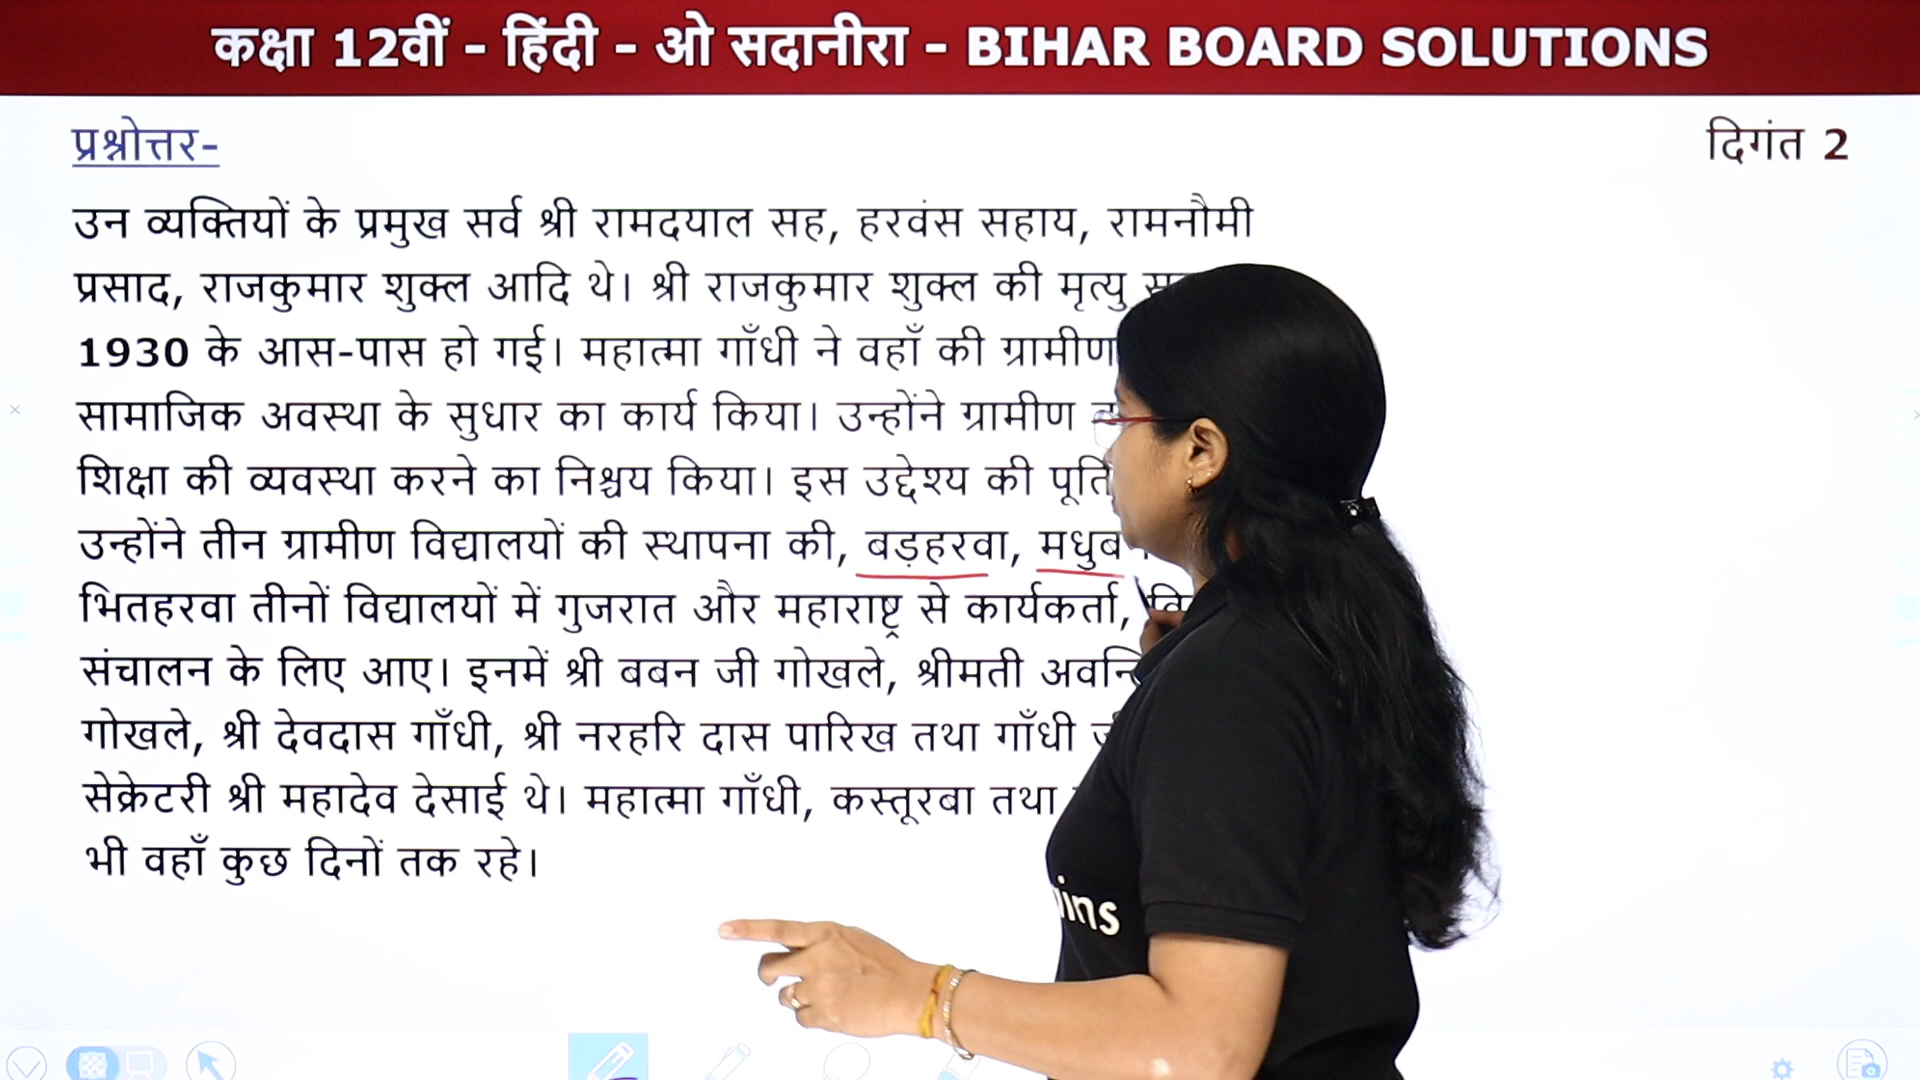 कक्षा 12वीं - हिंदी - ओ सदानीरा - BIHAR BOARD SOLUTIONS
प्रश्नोत्तर-
दिगंत 2
उन व्यक्तियों के प्रमुख सर्व श्री रामदयाल सह, हरवंस सहाय, रामनौमी
प्रसाद, राजकुमार शुक्ल आदि थे। श्री राजकुमार शुक्ल की मृत्यु
1930 के आस-पास हो गई। महात्मा गाँधी ने वहाँ की ग्रामीण
सामाजिक अवस्था के सुधार का कार्य किया। उन्होंने ग्रामीण
शिक्षा की व्यवस्था करने का निश्चय किया। इस उद्देश्य की पूर्ति
उन्होंने तीन ग्रामीण विद्यालयों की स्थापना की, बड़हरवा,
भितहरवा तीनों विद्यालयों में गुजरात और महाराष्ट्र से कार्यकर्ता,
संचालन के लिए आए। इनमें श्री बबन जी गोखले, श्रीमती
गोखले, श्री देवदास गाँधी, श्री नरहरि दास पारिख तथा गाँधी
सेक्रेटरी श्री महादेव देसाई थे। महात्मा गाँधी, कस्तूरबा तथा
भी वहाँ कुछ दिनों तक रहे।